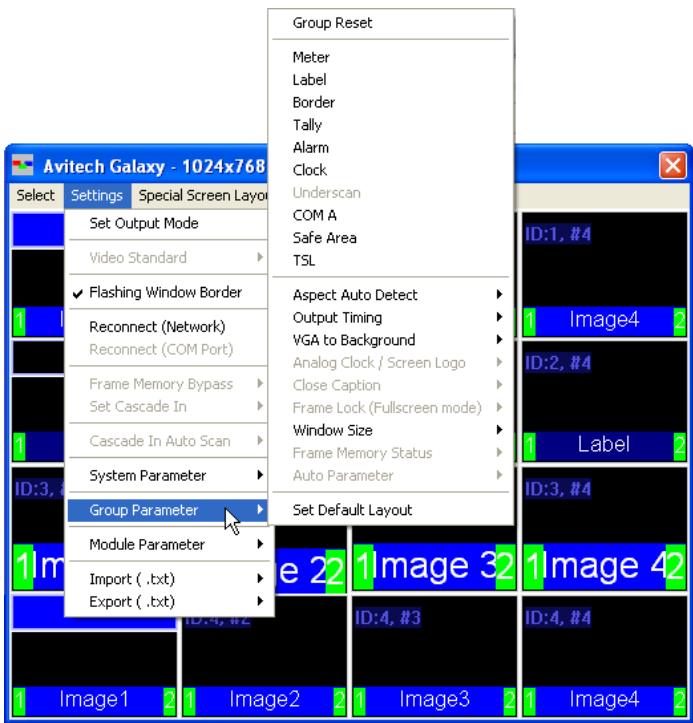 Group Reset
Meter
Label
Border
Tally
Alarm
Clock
Underscan
COM A
Safe Area
TSL
Aspect Auto Detect
Output Timing
VGA to Background
Analog Clock / Screen Logo
Close Caption
Frame Lock (Fullscreen mode)
Window Size
Frame Memory Status
Auto Parameter
Set Default Layout
Avitech Galaxy - 1024x768
Select Settings Special Screen Layou
Set Output Mode
Video Standard
Flashing Window Border
Reconnect (Network)
Reconnect (COM Port)
Frame Memory Bypass
Set Cascade In
Cascade In Auto Scan
System Parameter
Group Parameter
Module Parameter
Import ( .txt)
Export ( .txt)
ID:1, #4
1 I 1 Image4 2
ID:2, #4
1 1 Label 2
ID:3, ID:3, #4
1 Im e 2 2 1 Image 3 2 1 Image 4 2
ID:4, #2 ID:4, #3 ID:4, #4
1 Image1 2 1 Image2 2 1 Image3 2 1 Image4 2